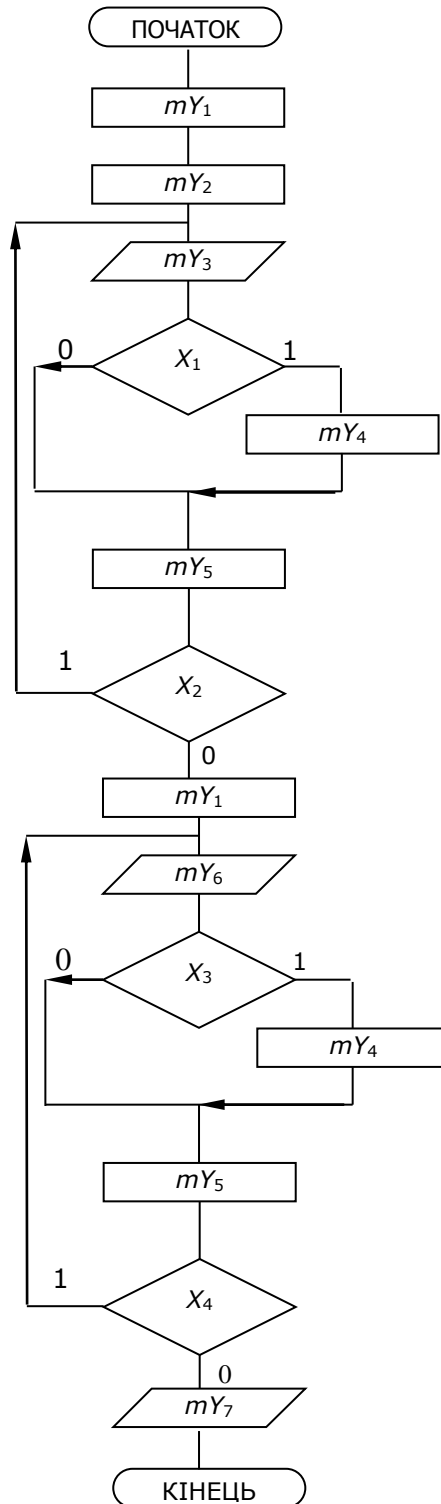 ПОЧАТОК
mY₁
mY₂
mY₃
0 X₁ 1
mY₄
mY₅
1 X₂
0
mY₁
mY₆
0 X₃ 1
mY₄
mY₅
1 X₄
0
mY₇
КІНЕЦЬ